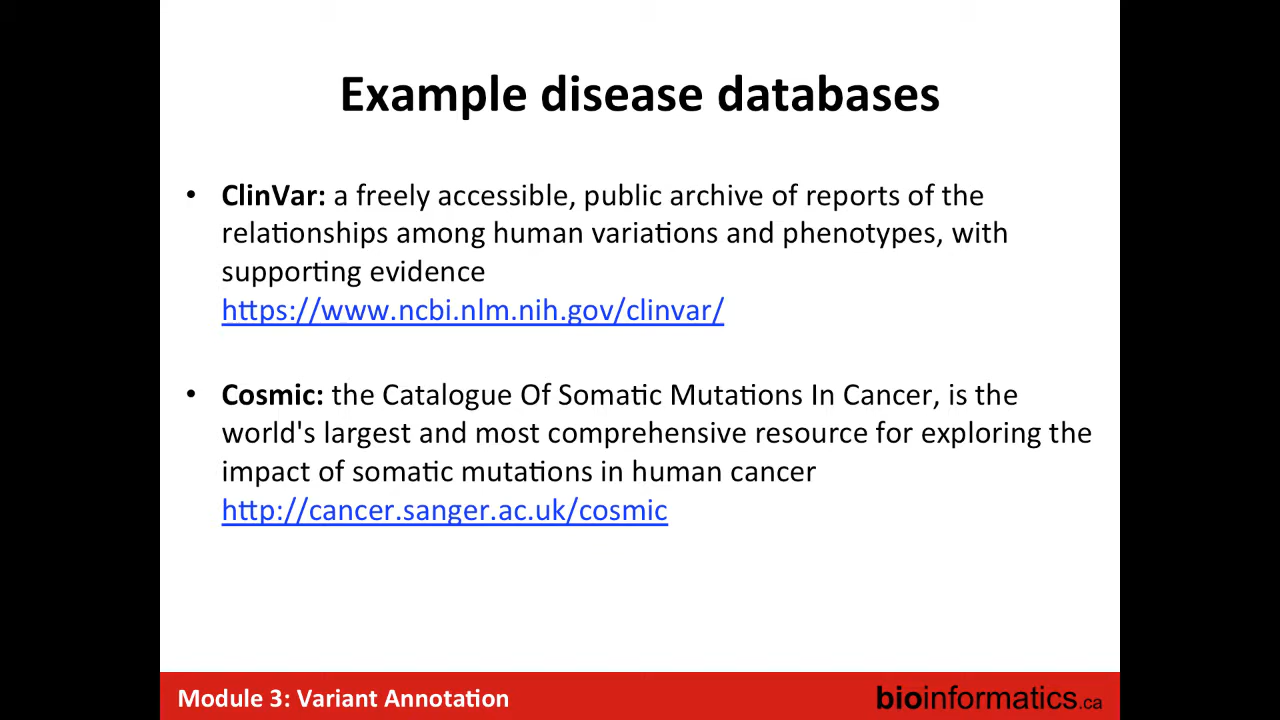 Example disease databases
• ClinVar: a freely accessible, public archive of reports of the
relationships among human variations and phenotypes, with
supporting evidence
https://www.ncbi.nlm.nih.gov/clinvar/
• Cosmic: the Catalogue Of Somatic Mutations In Cancer, is the
world's largest and most comprehensive resource for exploring the
impact of somatic mutations in human cancer
http://cancer.sanger.ac.uk/cosmic
Module 3: Variant Annotation
bioinformatics.ca